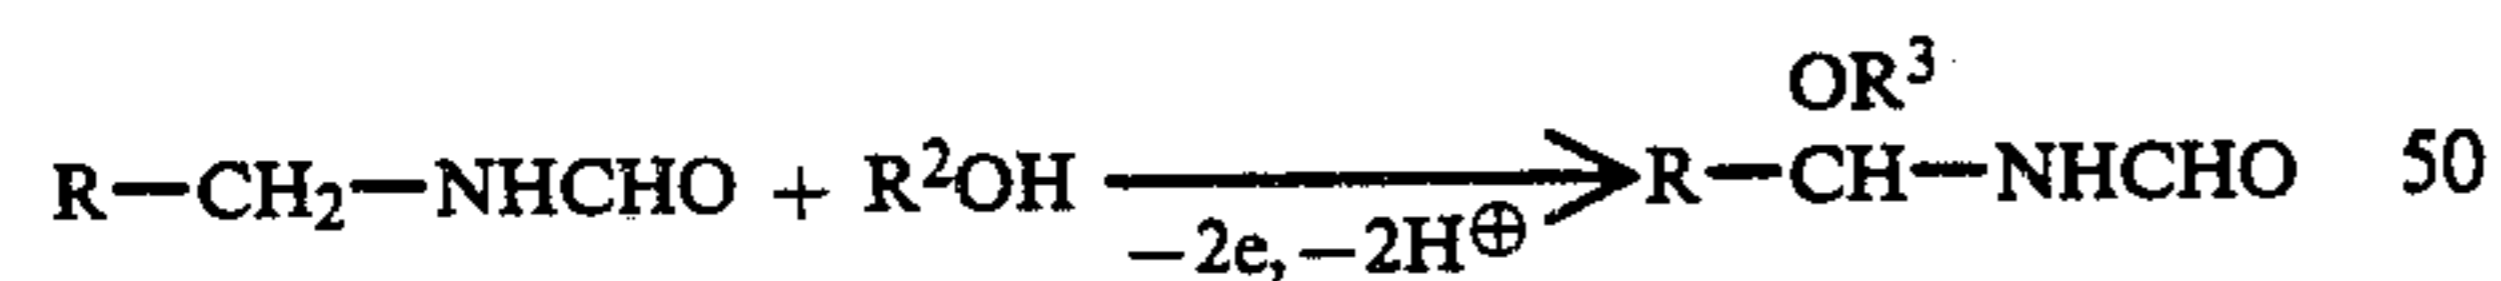 OR³
R—CH₂—NHCHO + R²OH ⟶ R—CH—NHCHO 50
—2e,—2H⊕